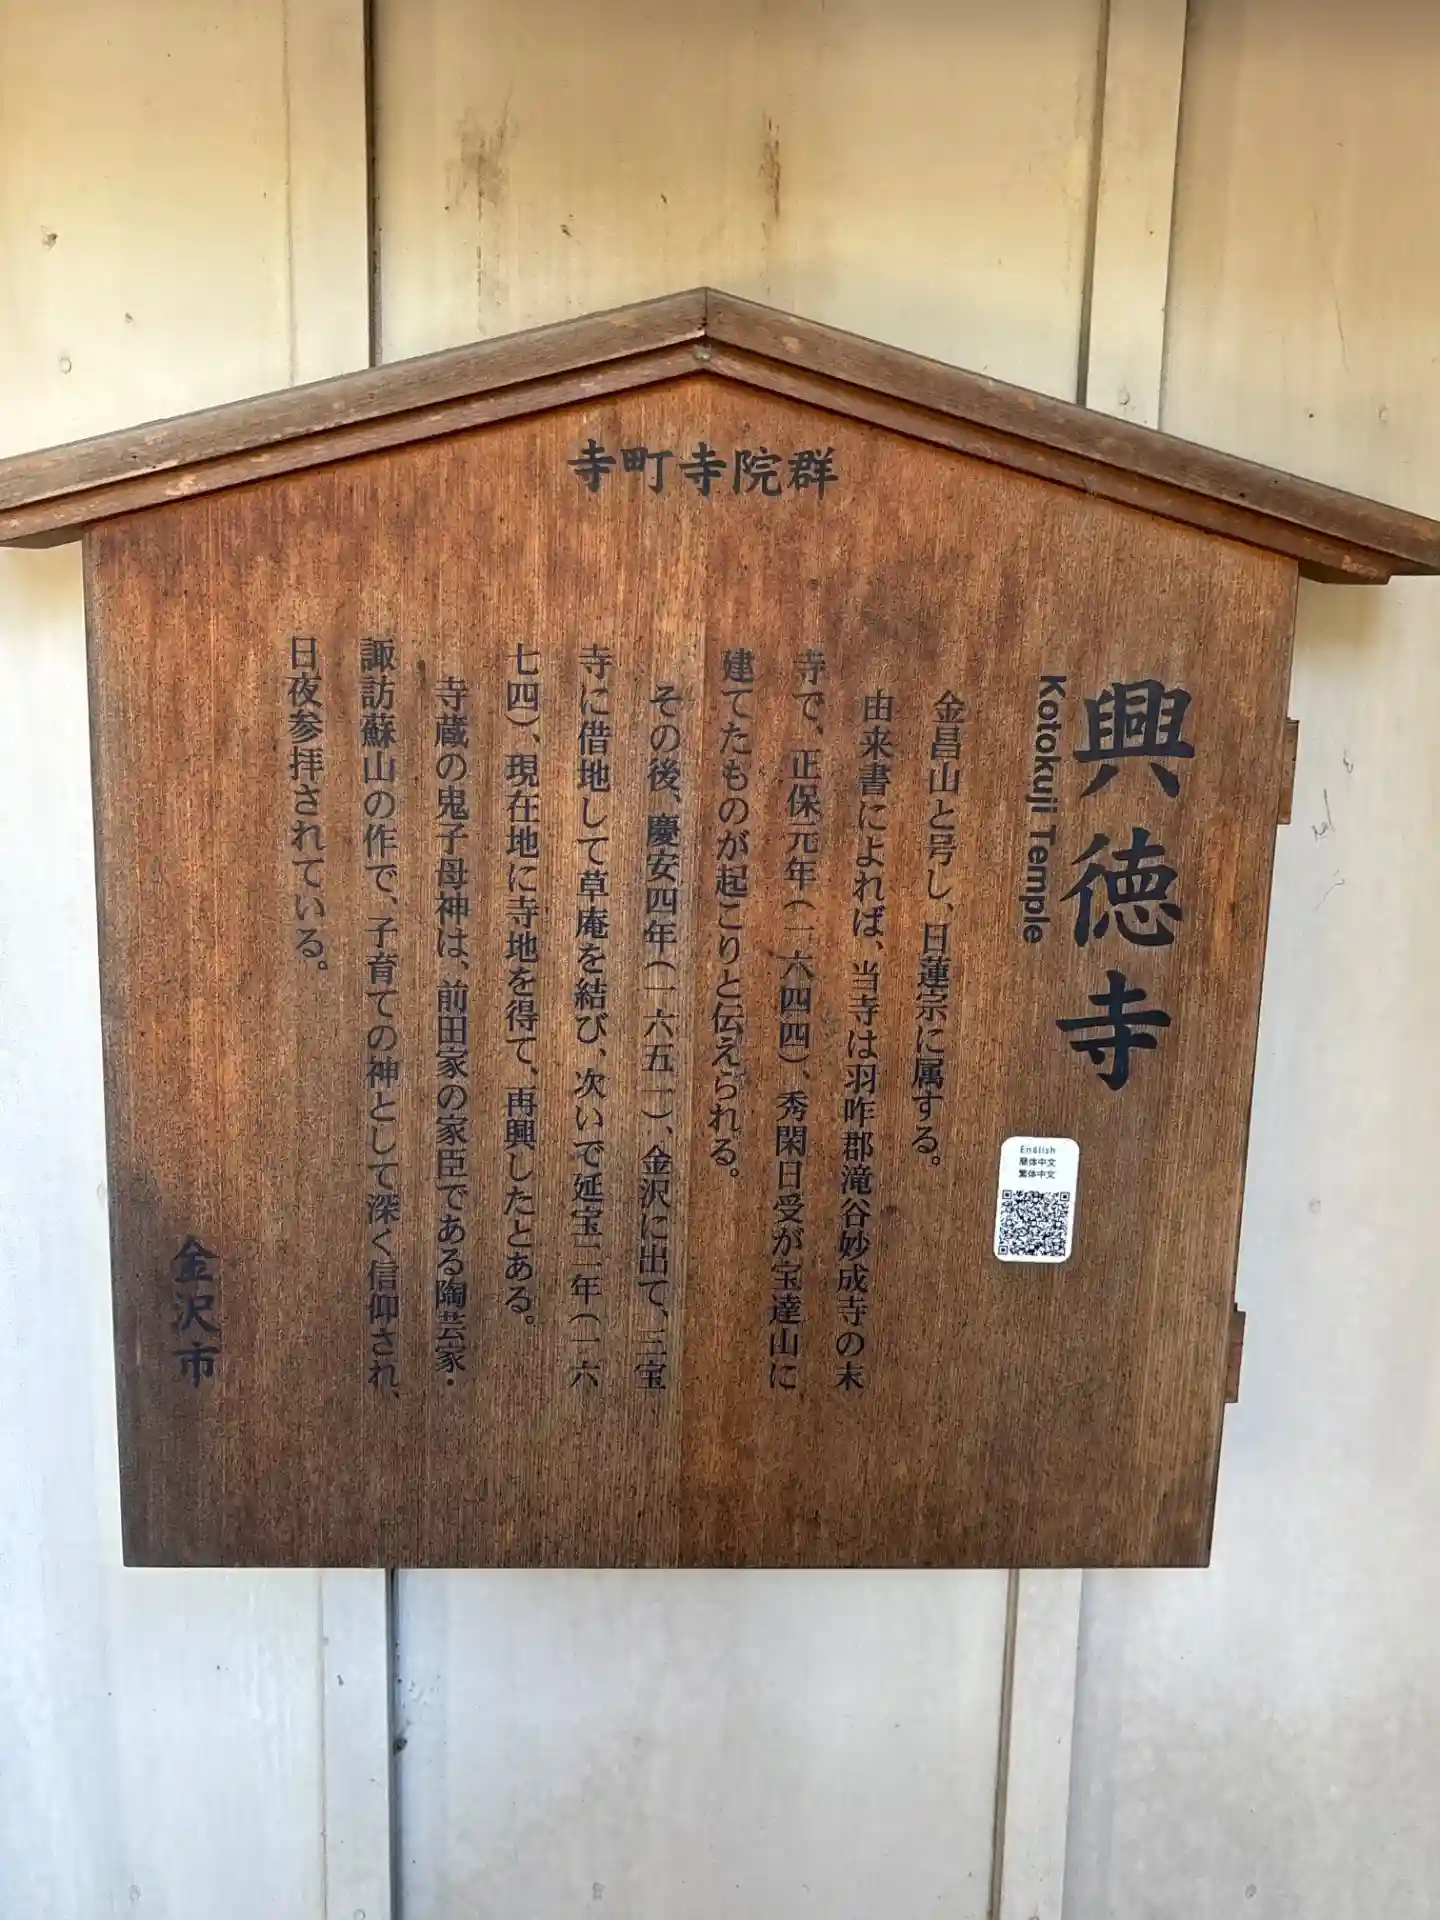 寺町寺院群
興徳寺
Kotokuji Temple
金昌山と号し、日蓮宗に属する。
由来書によれば、当寺は羽咋郡滝谷妙成寺の末
寺で、正保元年（一六四四）、秀閑日受が宝達山に
建てたものが起こりと伝えられる。
その後、慶安四年（一六五一）、金沢に出て、三宝
寺に借地して草庵を結び、次いで延宝二年（一六
七四）、現在地に寺地を得て、再興したとある。
寺蔵の鬼子母神は、前田家の家臣である陶芸家・
諏訪蘇山の作で、子育ての神として深く信仰され、
日夜参拝されている。
金沢市
English
簡体中文
繁体中文